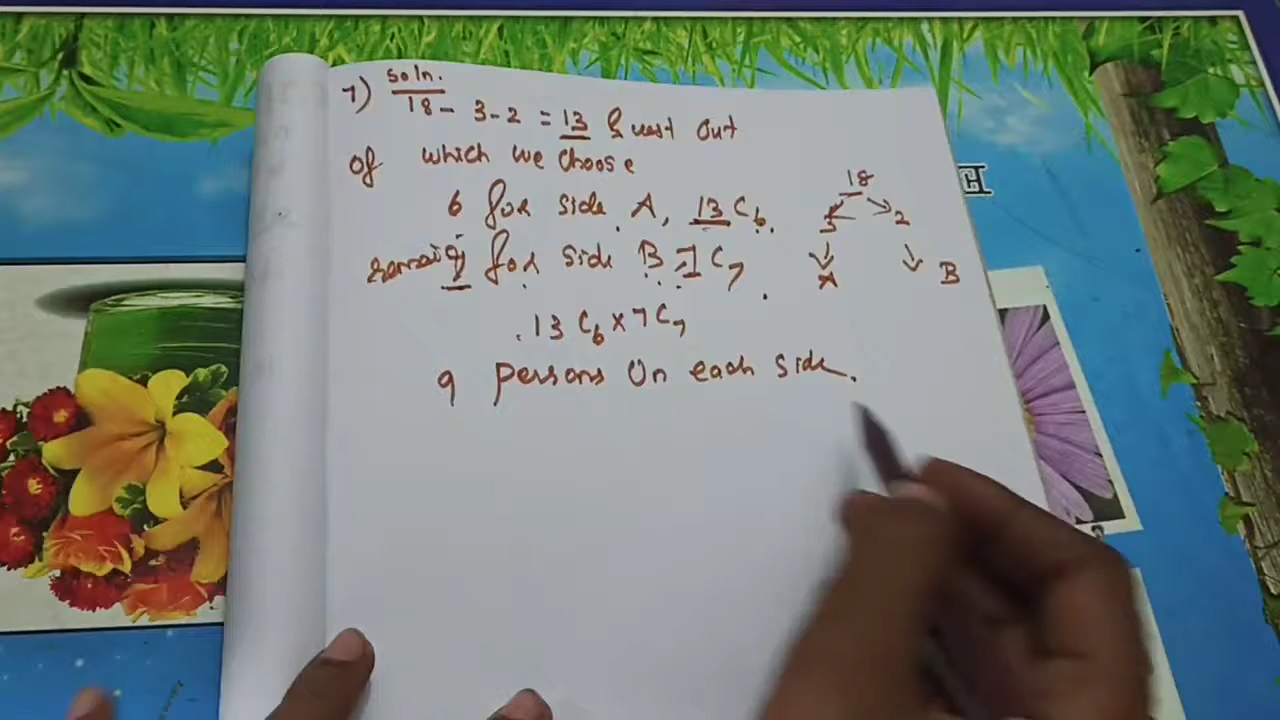 7) Soln.
18 - 3 - 2 = 13 Guest Out
of which we choose
6 for side A, 13C6.
for side B 7C7.
13C6 x 7C7
9 persons On each side.
18
3 2
A B